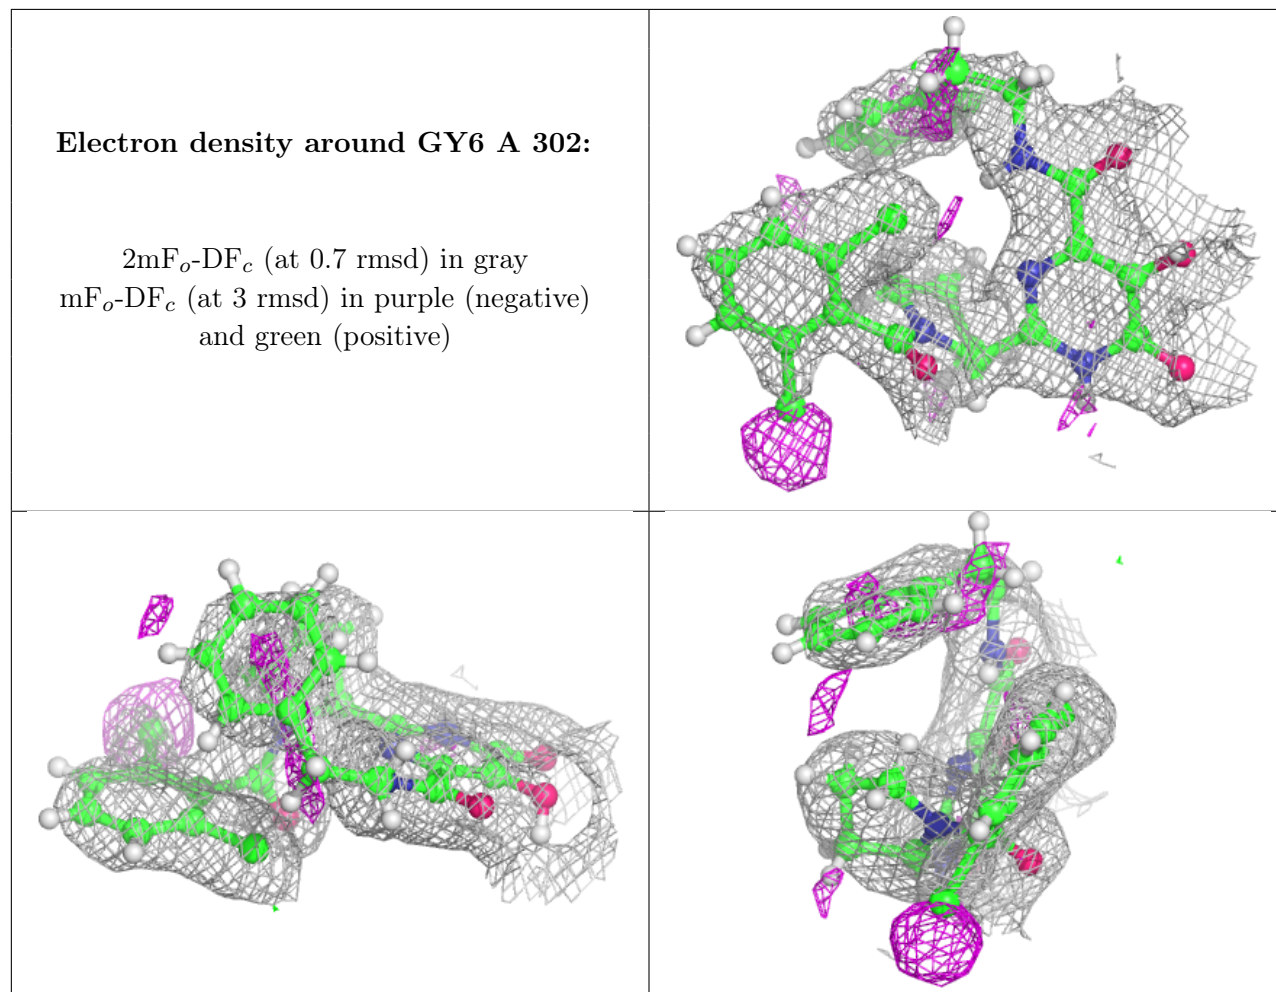 Electron density around GY6 A 302:
2mFo-DFc (at 0.7 rmsd) in gray
mFo-DFc (at 3 rmsd) in purple (negative)
and green (positive)